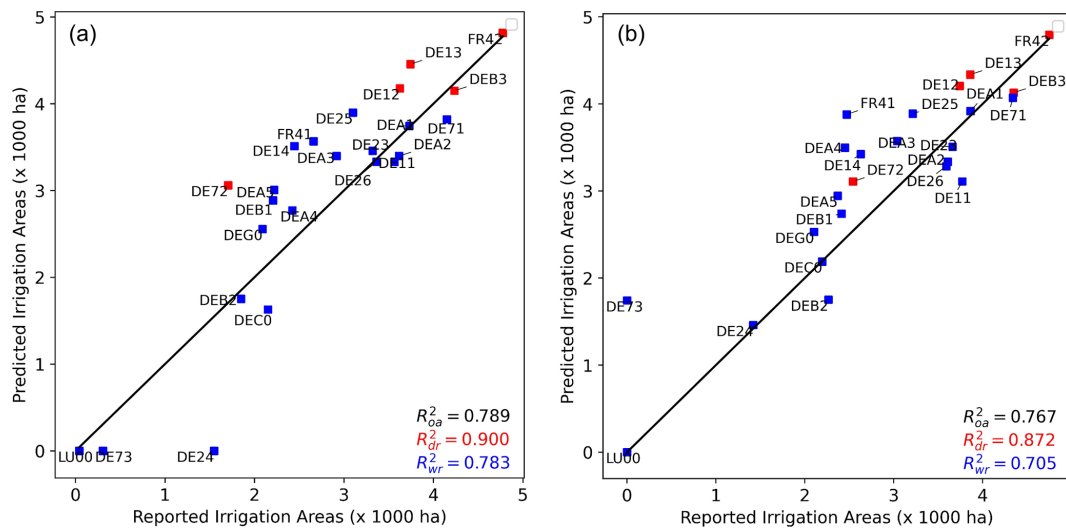 (a)
5
4
3
2
1
0
Predicted Irrigation Areas (x 1000 ha)
FR42
DE13
DEB3
DE12
DE25
DEA1
DE71
FR41
DE23
DEA2
DE14
DEA3
DE11
DE26
DE72
DEA5
DEB1
DEA4
DEG0
DEB2
DEC0
LU00
DE73
DE24
R²oa = 0.789
R²dr = 0.900
R²wr = 0.783
0 1 2 3 4 5
Reported Irrigation Areas (x 1000 ha)
(b)
5
4
3
2
1
0
Predicted Irrigation Areas (x 1000 ha)
FR42
DE13
DE12
DEB3
DEA1
FR41
DE25
DE71
DEA4
DEA3
DE23
DE14
DEA2
DE72
DE26
DEA5
DE11
DEB1
DEG0
DEC0
DE73
DEB2
DE24
LU00
R²oa = 0.767
R²dr = 0.872
R²wr = 0.705
0 1 2 3 4
Reported Irrigation Areas (x 1000 ha)